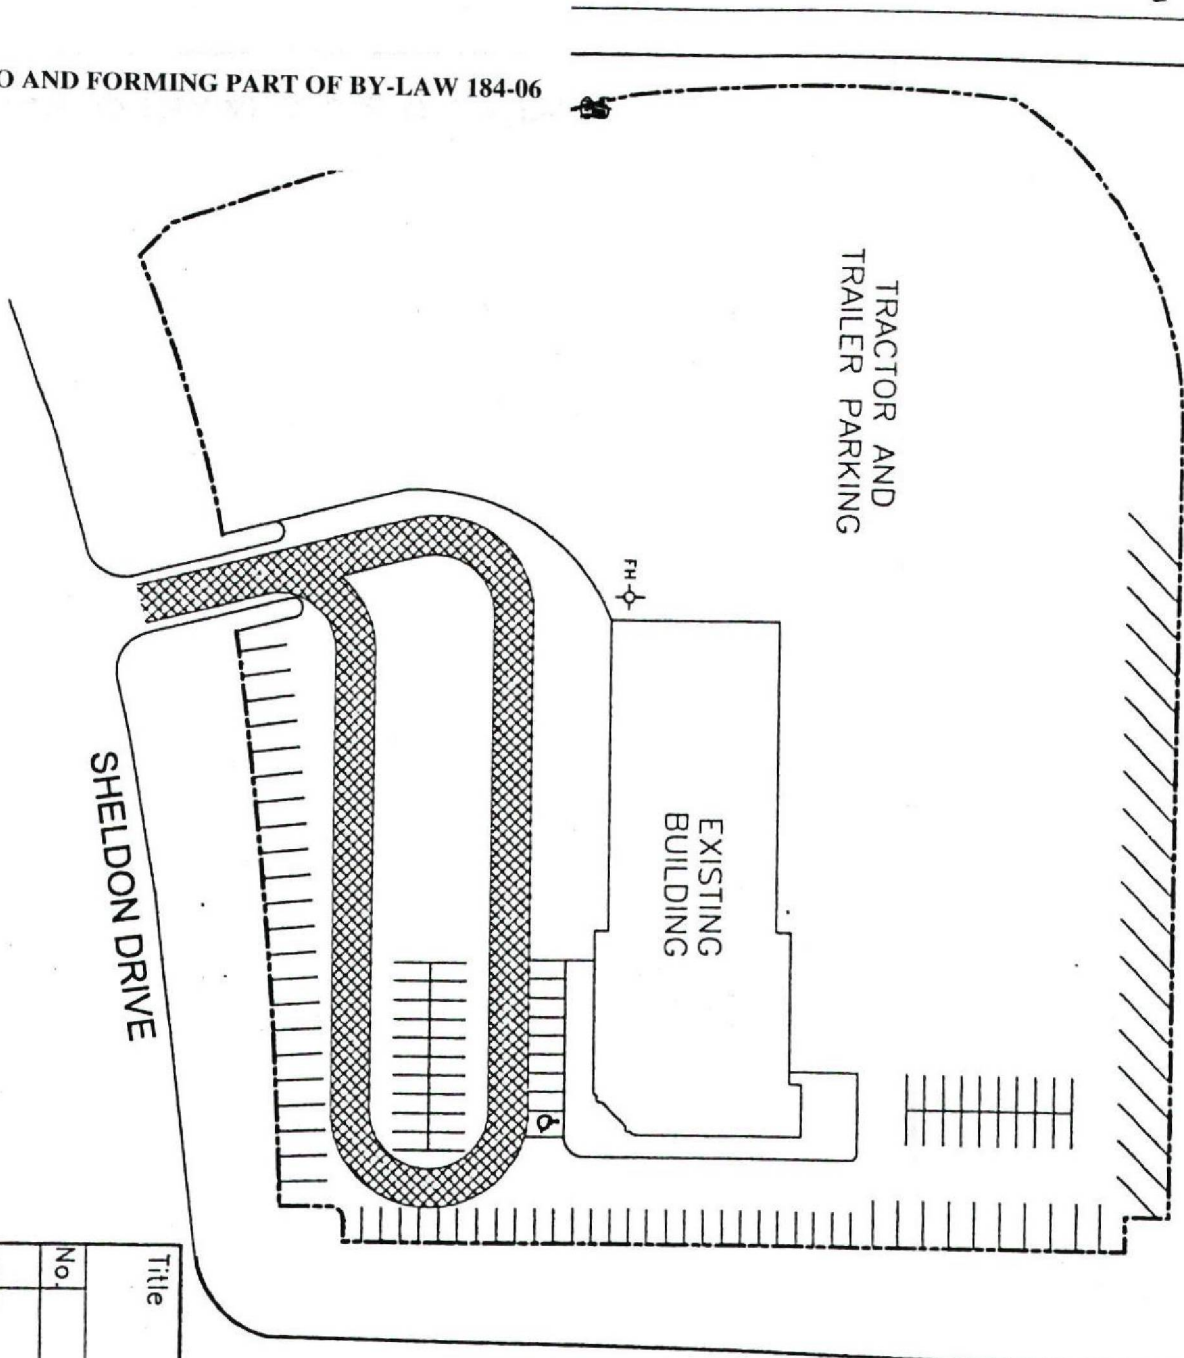 O AND FORMING PART OF BY-LAW 184-06
TRACTOR AND
TRAILER PARKING
FH
EXISTING
BUILDING
SHELDON DRIVE
Title
No.